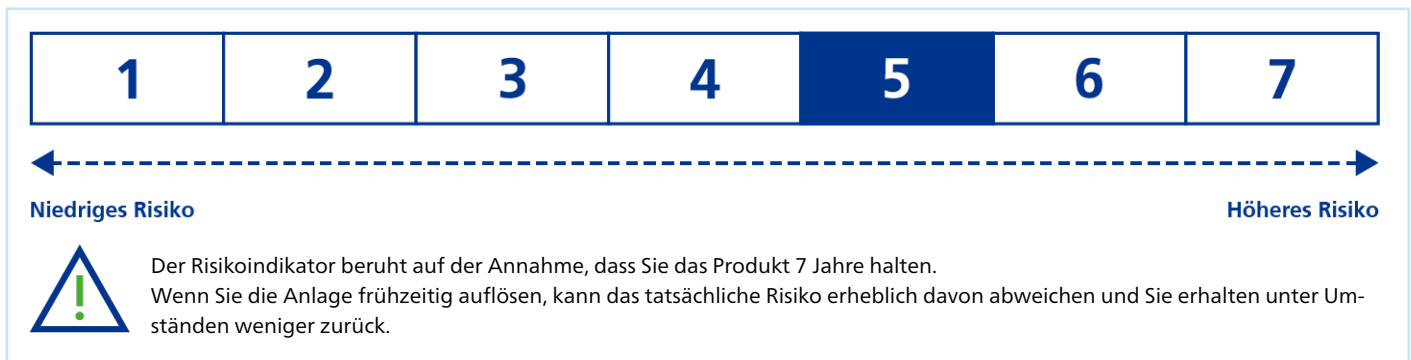 1 2 3 4 5 6 7
Niedriges Risiko Höheres Risiko
Der Risikoindikator beruht auf der Annahme, dass Sie das Produkt 7 Jahre halten.
Wenn Sie die Anlage frühzeitig auflösen, kann das tatsächliche Risiko erheblich davon abweichen und Sie erhalten unter Um-
ständen weniger zurück.